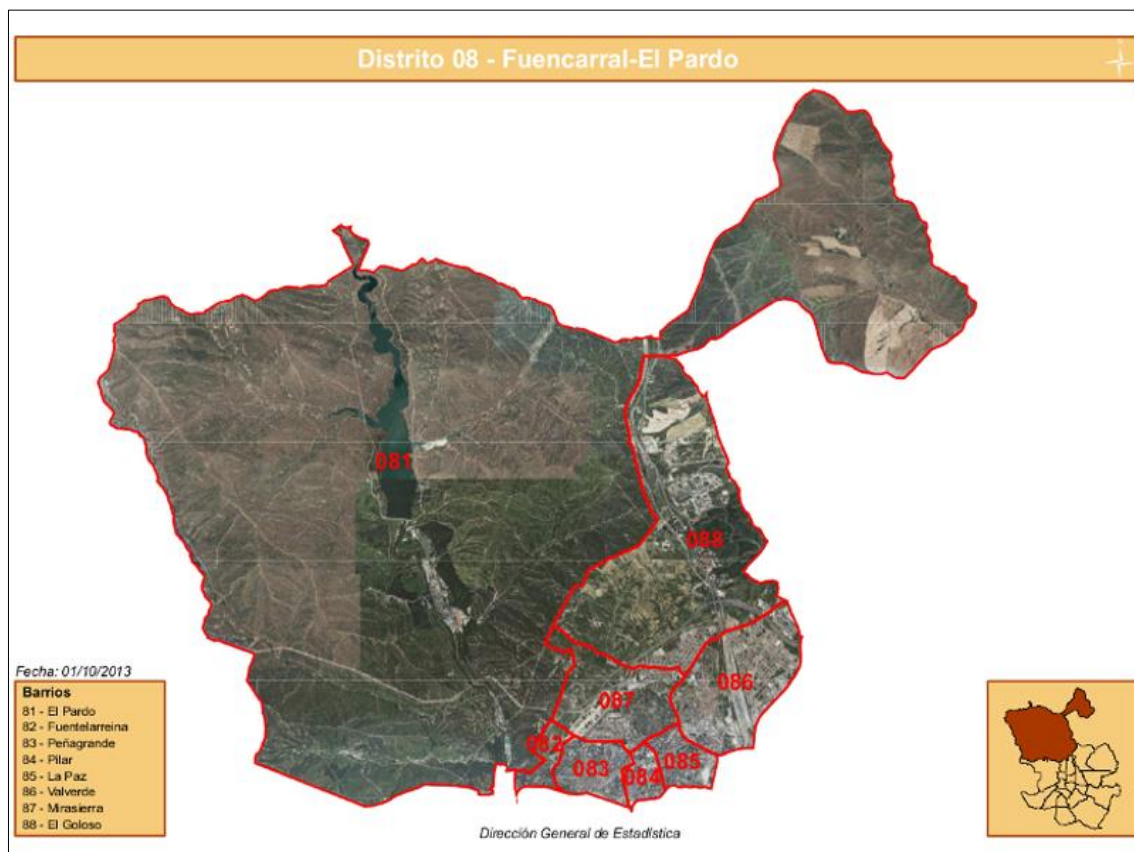 Distrito 08 - Fuencarral-El Pardo
081
088
086
087
082
083
084
085
Fecha: 01/10/2013
Barrios
81 - El Pardo
82 - Fuentelarreina
83 - Peñagrande
84 - Pilar
85 - La Paz
86 - Valverde
87 - Mirasierra
88 - El Goloso
Dirección General de Estadística